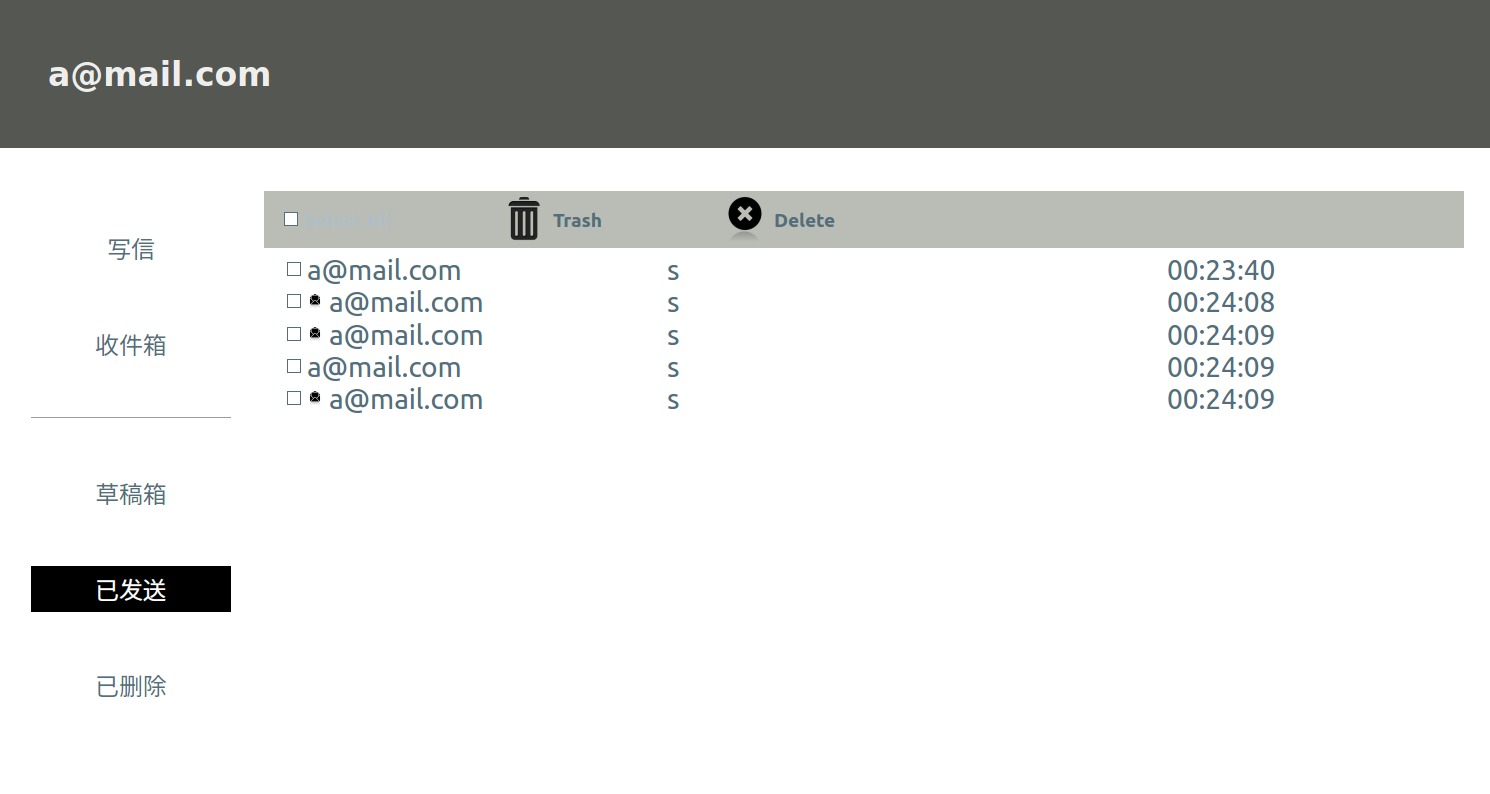 a@mail.com
写信
收件箱
草稿箱
已发送
已删除
Trash Delete
a@mail.com s 00:23:40
a@mail.com s 00:24:08
a@mail.com s 00:24:09
a@mail.com s 00:24:09
a@mail.com s 00:24:09